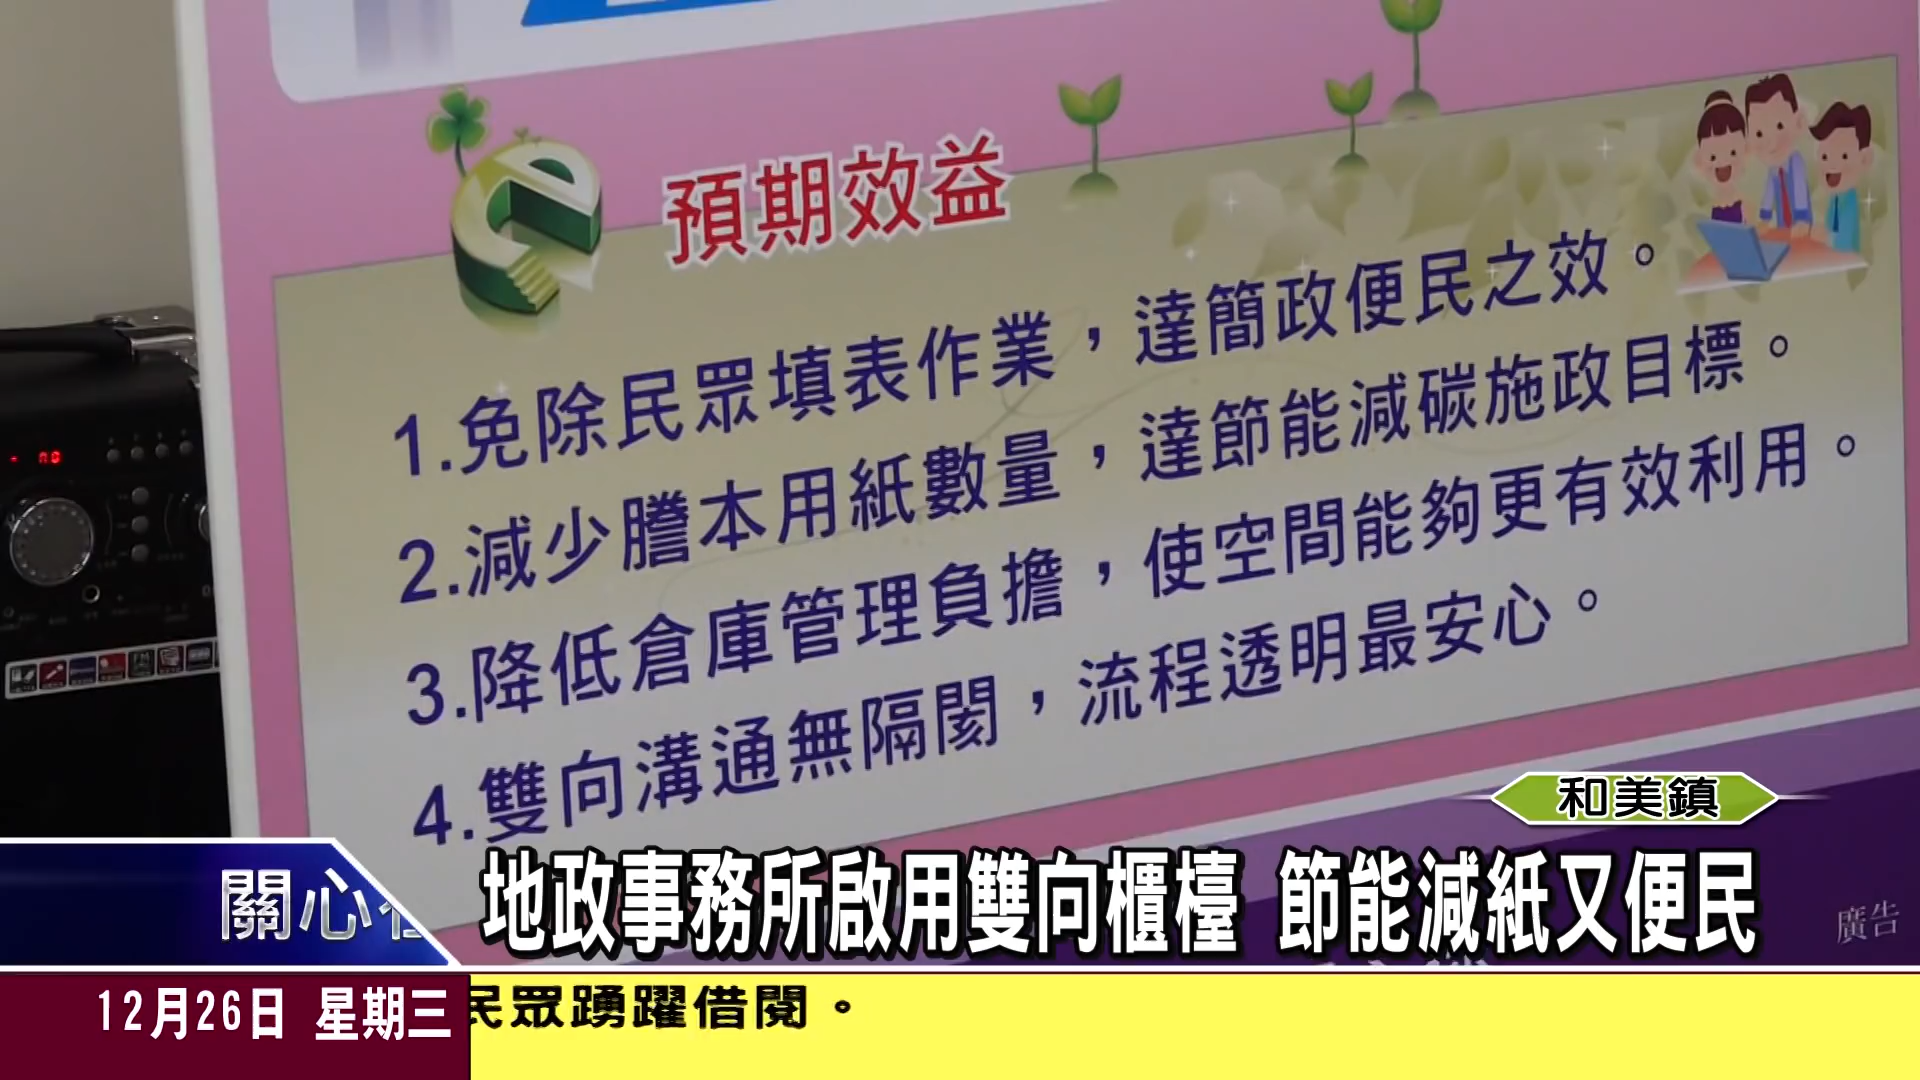 預期效益
1.免除民眾填表作業，達簡政便民之效。
2.減少謄本用紙數量，達節能減碳施政目標。
3.降低倉庫管理負擔，使空間能夠更有效利用。
4.雙向溝通無隔閡，流程透明最安心。
和美鎮
關心
地政事務所啟用雙向櫃檯 節能減紙又便民
廣告
12月26日 星期三
民眾踴躍借閱。